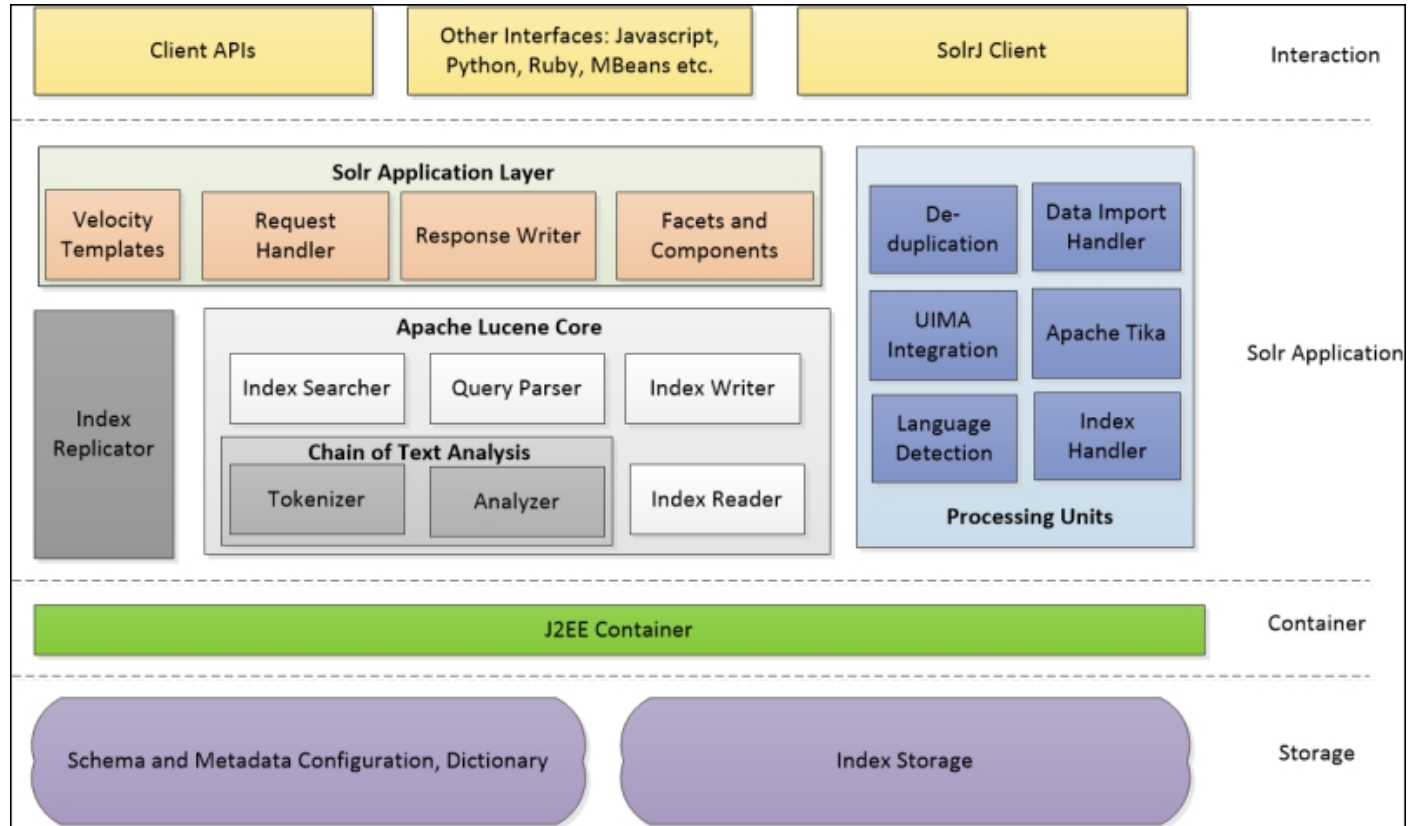 Client APIs
Other Interfaces: Javascript,
Python, Ruby, MBeans etc.
SolrJ Client
Interaction
Solr Application Layer
Velocity
Templates
Request
Handler
Response Writer
Facets and
Components
De-
duplication
Data Import
Handler
UIMA
Integration
Apache Tika
Language
Detection
Index
Handler
Processing Units
Solr Application
Index
Replicator
Apache Lucene Core
Index Searcher
Query Parser
Index Writer
Chain of Text Analysis
Tokenizer
Analyzer
Index Reader
J2EE Container
Container
Schema and Metadata Configuration, Dictionary
Index Storage
Storage